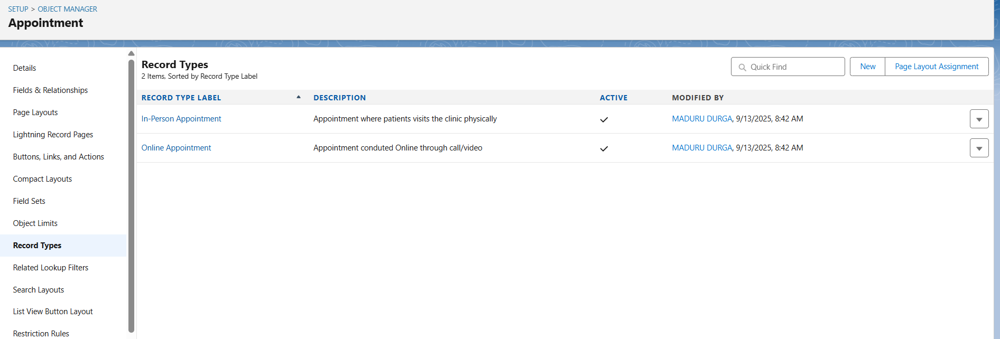 SETUP > OBJECT MANAGER
Appointment
Details
Fields & Relationships
Page Layouts
Lightning Record Pages
Buttons, Links, and Actions
Compact Layouts
Field Sets
Object Limits
Record Types
Related Lookup Filters
Search Layouts
List View Button Layout
Restriction Rules
Record Types
2 Items, Sorted by Record Type Label
Quick Find
New
Page Layout Assignment
RECORD TYPE LABEL DESCRIPTION ACTIVE MODIFIED BY
In-Person Appointment Appointment where patients visits the clinic physically MADURU DURGA, 9/13/2025, 8:42 AM
Online Appointment Appointment conduted Online through call/video MADURU DURGA, 9/13/2025, 8:42 AM